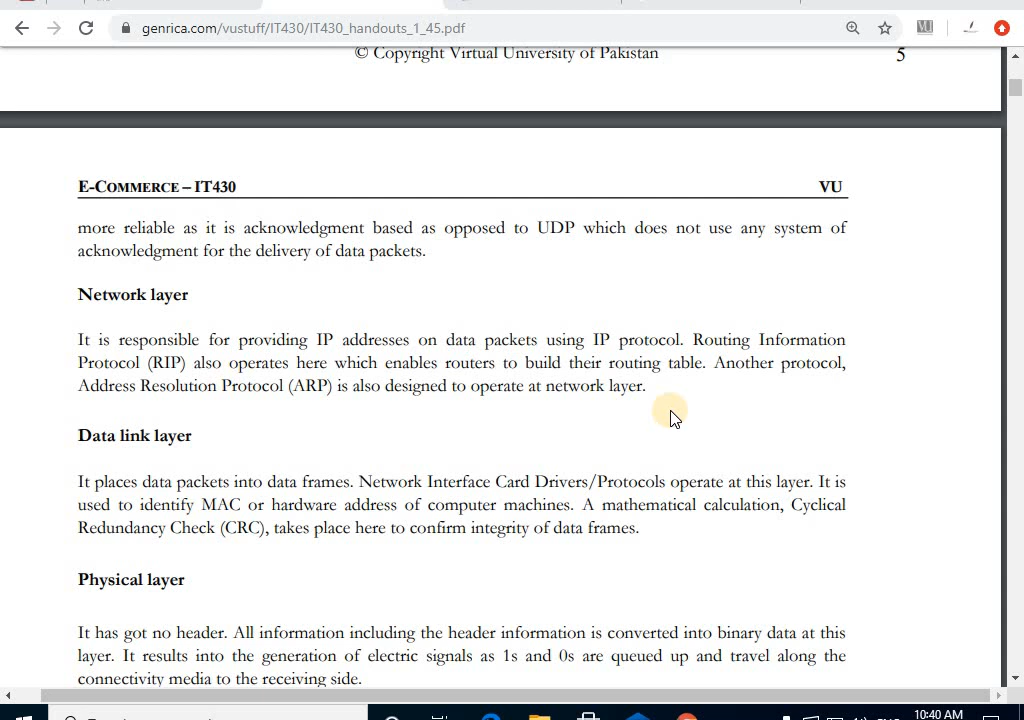 genrica.com/vustuff/IT430/IT430_handouts_1_45.pdf
© Copyright Virtual University of Pakistan 5
E-COMMERCE – IT430 VU
more reliable as it is acknowledgment based as opposed to UDP which does not use any system of
acknowledgment for the delivery of data packets.
Network layer
It is responsible for providing IP addresses on data packets using IP protocol. Routing Information
Protocol (RIP) also operates here which enables routers to build their routing table. Another protocol,
Address Resolution Protocol (ARP) is also designed to operate at network layer.
Data link layer
It places data packets into data frames. Network Interface Card Drivers/Protocols operate at this layer. It is
used to identify MAC or hardware address of computer machines. A mathematical calculation, Cyclical
Redundancy Check (CRC), takes place here to confirm integrity of data frames.
Physical layer
It has got no header. All information including the header information is converted into binary data at this
layer. It results into the generation of electric signals as 1s and 0s are queued up and travel along the
connectivity media to the receiving side.
10:40 AM